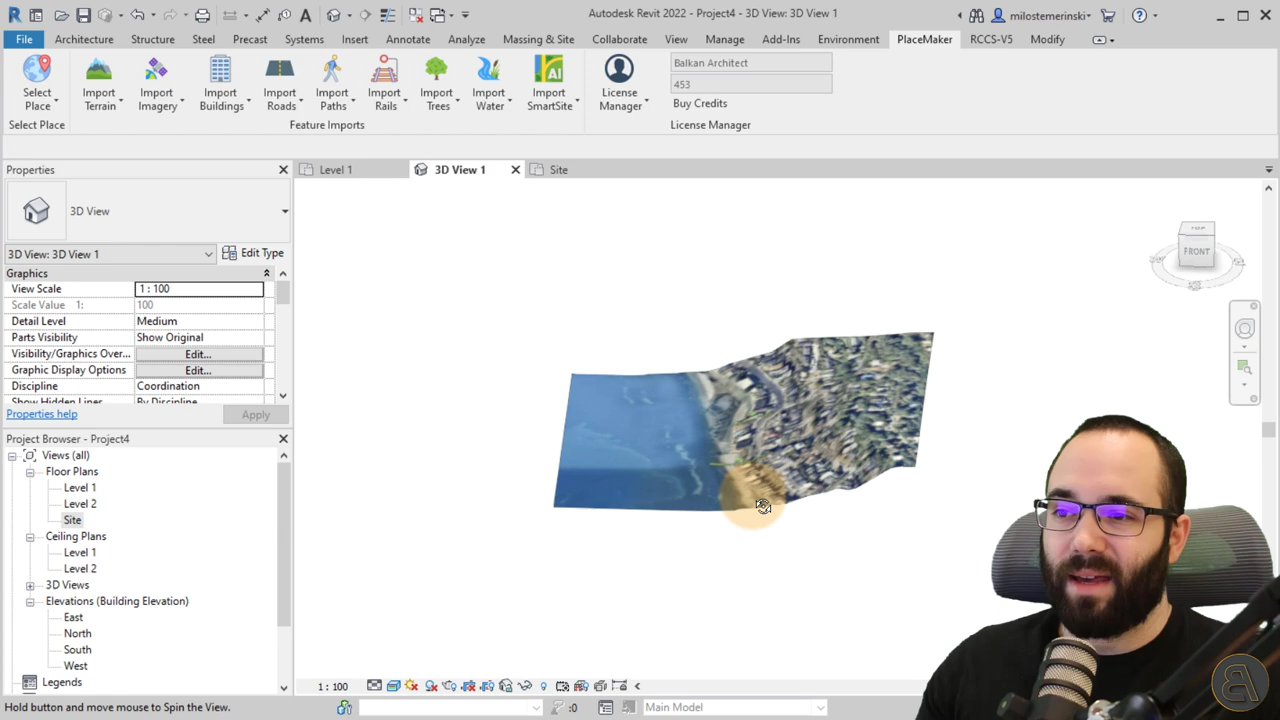 Autodesk Revit 2022 - Project4 - 3D View: 3D View 1
milostemerinski
File
Architecture
Structure
Steel
Precast
Systems
Insert
Annotate
Analyze
Massing & Site
Collaborate
View
Manage
Add-Ins
Environment
PlaceMaker
RCCS-V5
Modify
Select Place
Import Terrain
Import Imagery
Import Buildings
Import Roads
Import Paths
Import Rails
Import Trees
Import Water
Import SmartSite
License Manager
Balkan Architect
453
Buy Credits
Select Place
Feature Imports
License Manager
Properties
Level 1
3D View 1
Site
3D View
3D View: 3D View 1
Edit Type
Graphics
View Scale
1 : 100
Scale Value 1:
100
Detail Level
Medium
Parts Visibility
Show Original
Visibility/Graphics Over...
Edit...
Graphic Display Options
Edit...
Discipline
Coordination
Show Hidden Lines
By Discipline
Properties help
Apply
Project Browser - Project4
Views (all)
Floor Plans
Level 1
Level 2
Site
Ceiling Plans
Level 1
Level 2
3D Views
Elevations (Building Elevation)
East
North
South
West
Legends
FRONT
1 : 100
Hold button and move mouse to Spin the View.
:0
Main Model